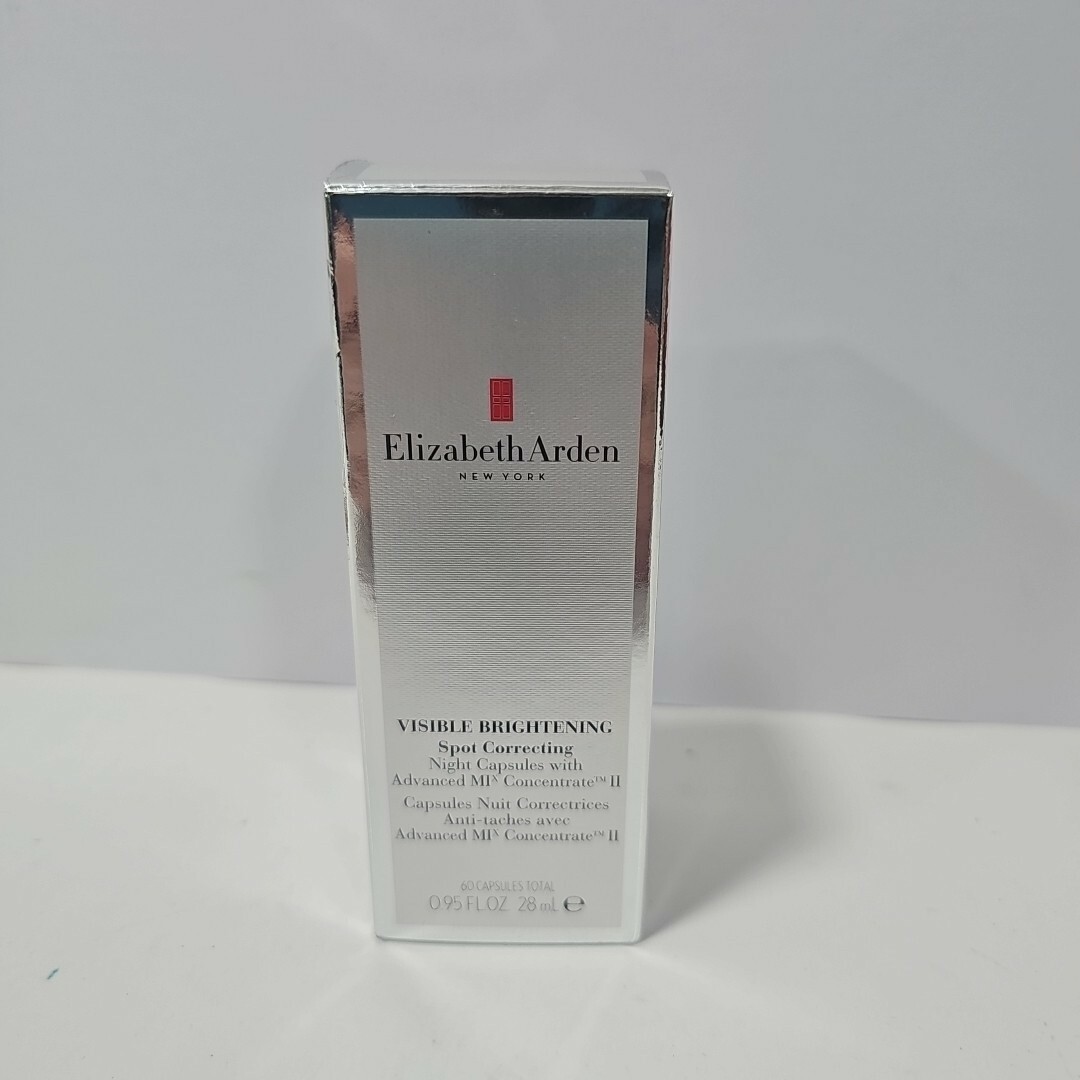 Elizabeth Arden
NEW YORK
VISIBLE BRIGHTENING
Spot Correcting
Night Capsules with
Advanced MIˣ Concentrate™ II
Capsules Nuit Correctrices
Anti-taches avec
Advanced MIˣ Concentrate™ II
60 CAPSULES TOTAL
0.95 FL.OZ 28 mL ℮